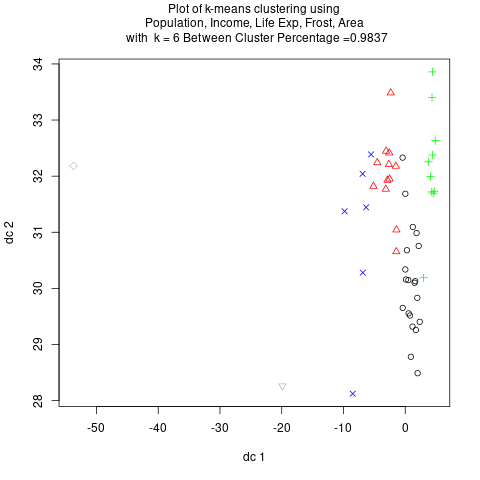 Plot of k-means clustering using
Population, Income, Life Exp, Frost, Area
with k = 6 Between Cluster Percentage =0.9837
34
33
32
31
30
29
28
dc 2
-50
-40
-30
-20
-10
0
dc 1